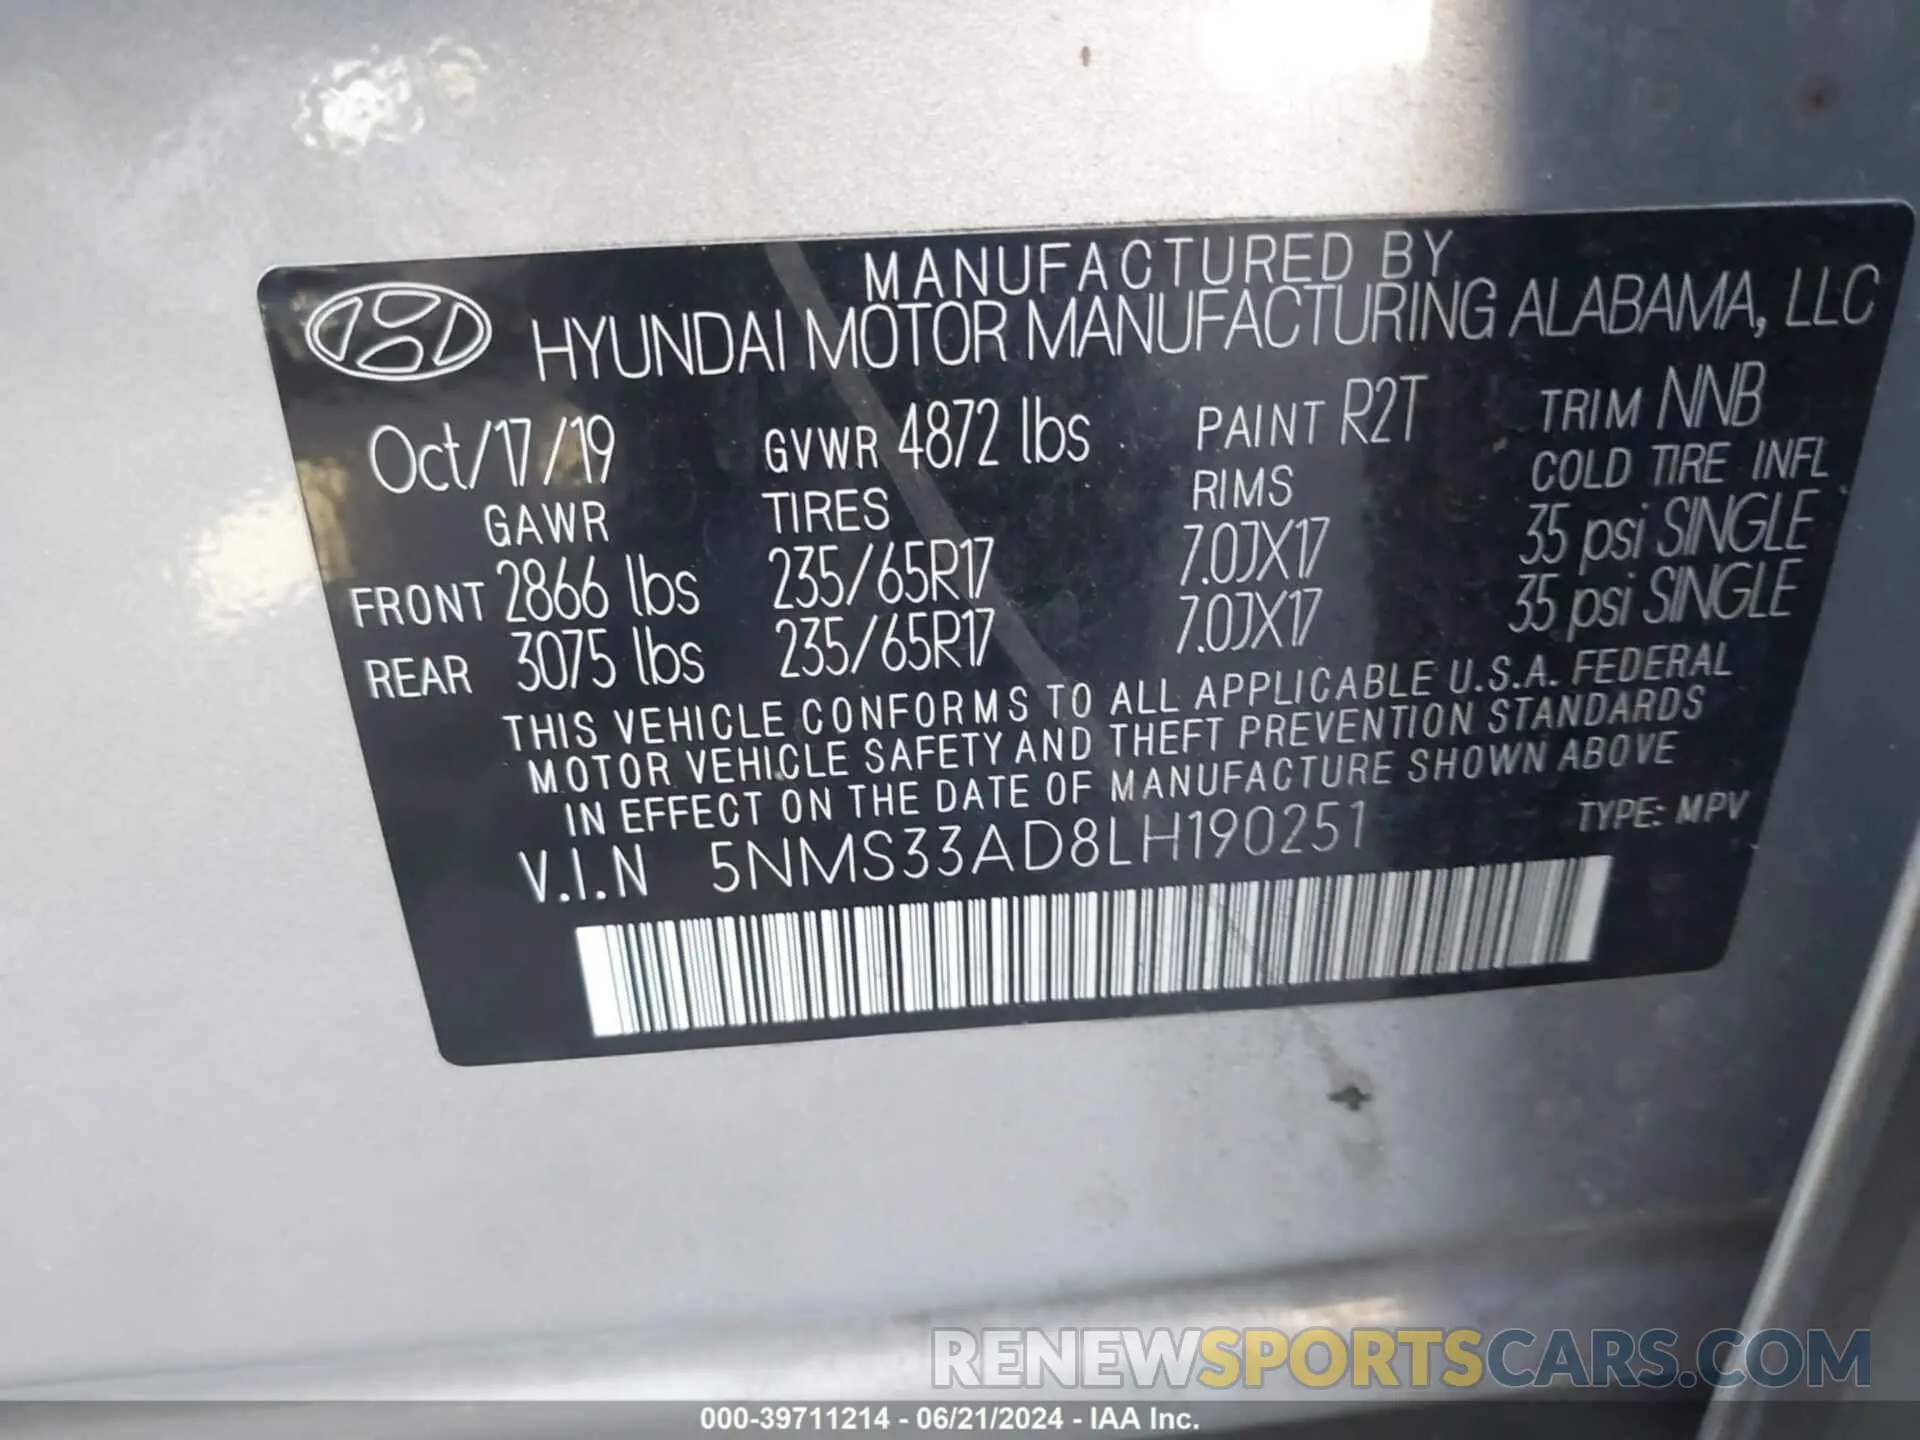 MANUFACTURED BY
HYUNDAI MOTOR MANUFACTURING ALABAMA, LLC
Oct/17/19 GVWR 4872 lbs PAINT R2T TRIM NNB
GAWR TIRES RIMS COLD TIRE INFL
FRONT 2866 lbs 235/65R17 7.0JX17 35 psi SINGLE
REAR 3075 lbs 235/65R17 7.0JX17 35 psi SINGLE
THIS VEHICLE CONFORMS TO ALL APPLICABLE U.S.A. FEDERAL
MOTOR VEHICLE SAFETY AND THEFT PREVENTION STANDARDS
IN EFFECT ON THE DATE OF MANUFACTURE SHOWN ABOVE
V.I.N 5NMS33AD8LH190251 TYPE: MPV
RENEWSPORTSCARS.COM
000-39711214 - 06/21/2024 - IAA Inc.